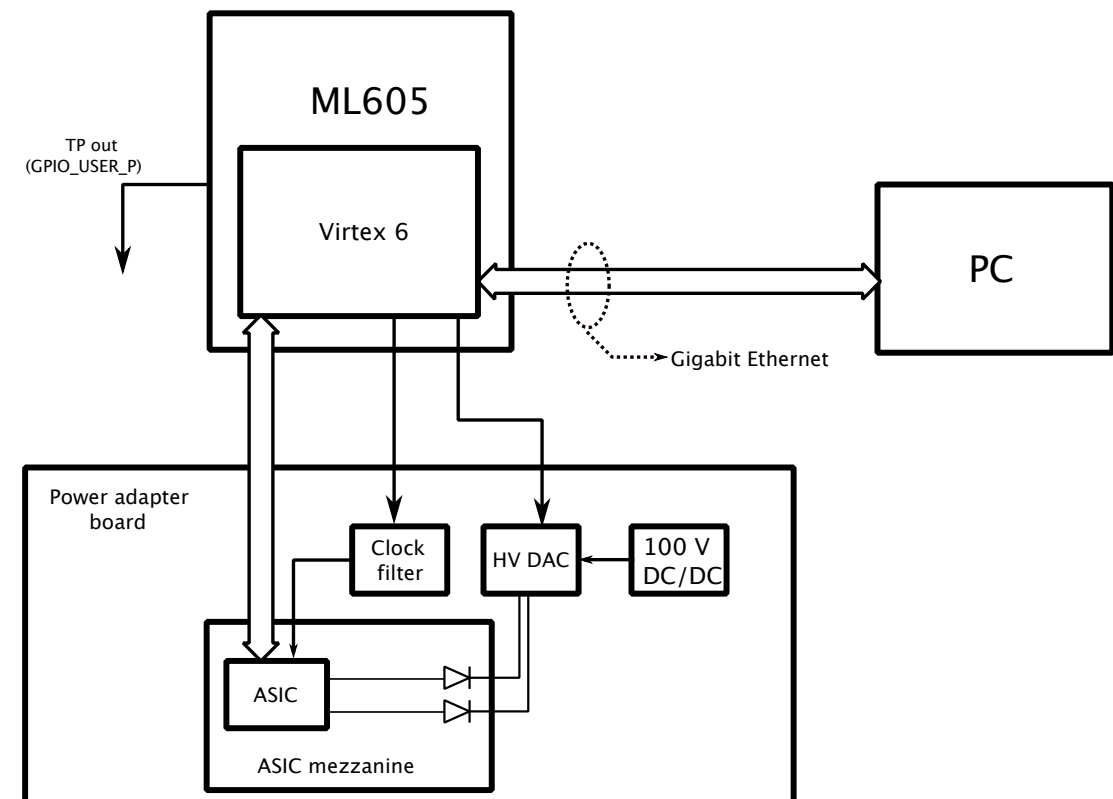 ML605
TP out
(GPIO_USER_P)
Virtex 6
PC
Gigabit Ethernet
Power adapter
board
Clock
filter
HV DAC
100 V
DC/DC
ASIC
ASIC mezzanine